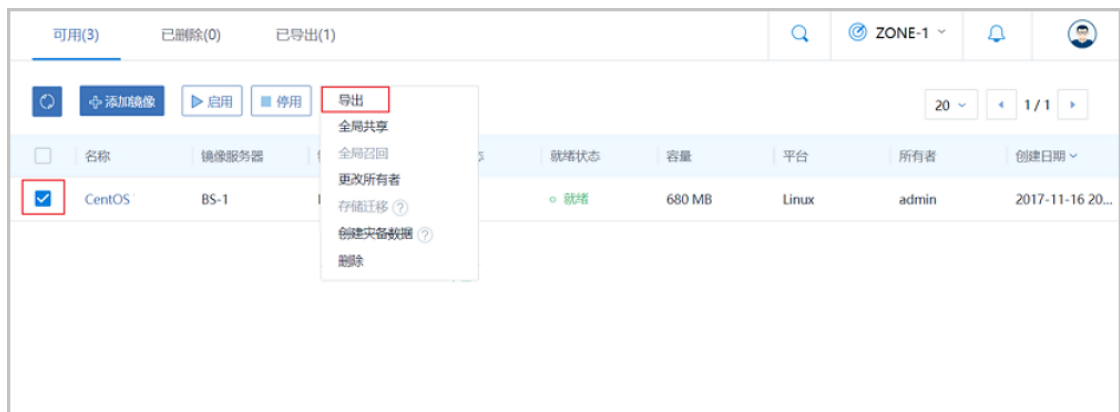 可用(3) 已删除(0) 已导出(1) ZONE-1
添加镜像 启用 停用 20 1 / 1
导出
全局共享
全局召回
更改所有者
存储迁移 ?
创建灾备数据 ?
删除
名称 镜像服务器 就绪状态 容量 平台 所有者 创建日期
CentOS BS-1 就绪 680 MB Linux admin 2017-11-16 20...